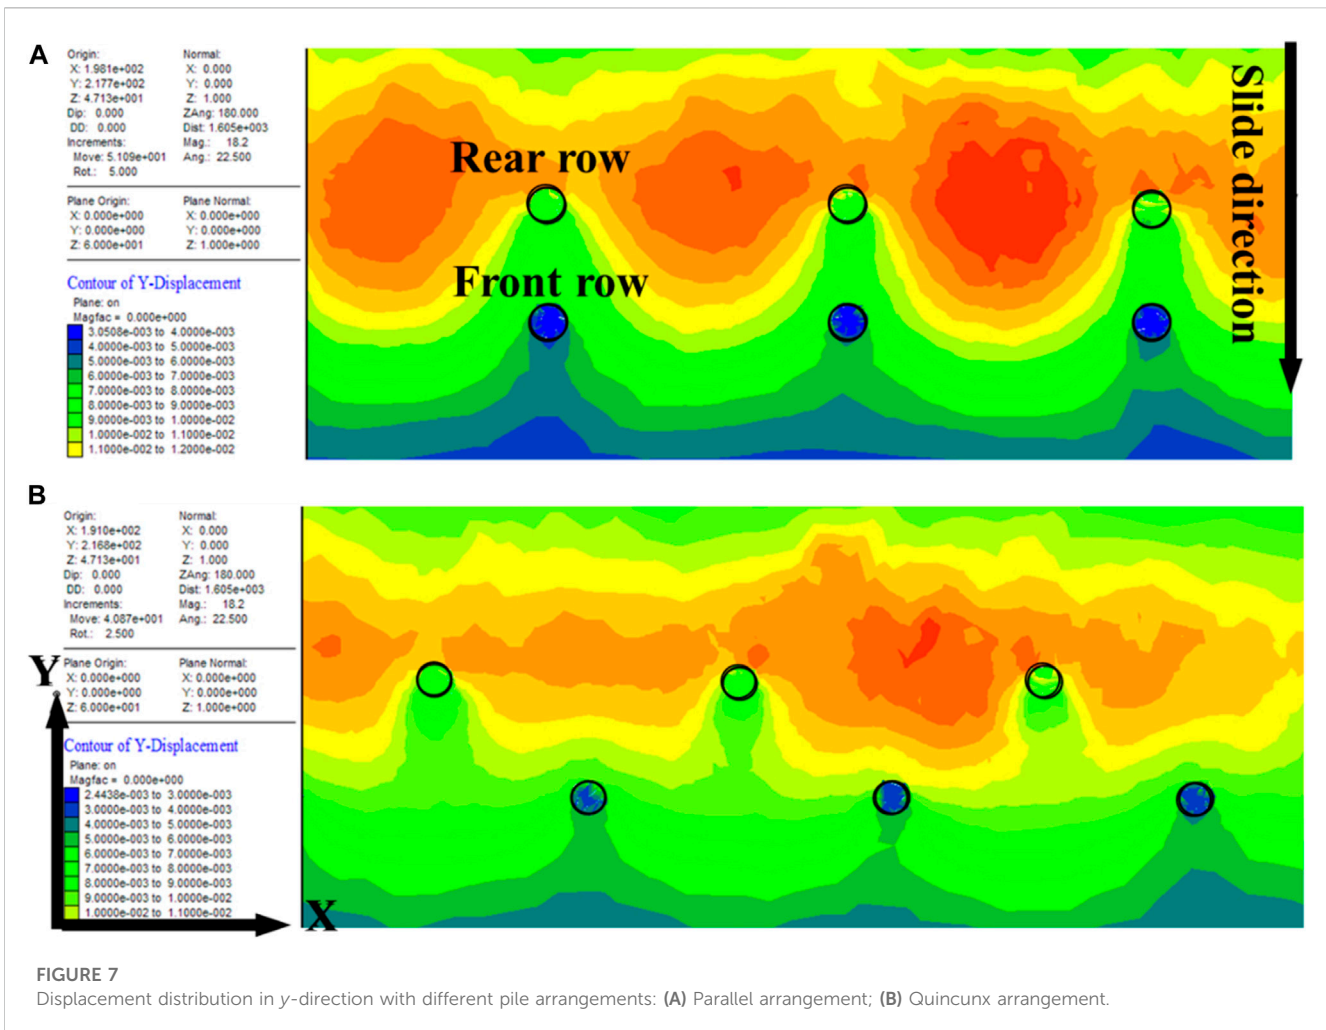 A
Origin: Normal:
X: 1.981e+002 X: 0.000
Y: 2.177e+002 Y: 0.000
Z: 4.713e+001 Z: 1.000
Dip: 0.000 ZAng: 180.000
DD: 0.000 Dist: 1.605e+003
Increments: Mag.: 18.2
Move: 5.109e+001 Ang.: 22.500
Rot.: 5.000
Plane Origin: Plane Normal:
X: 0.000e+000 X: 0.000e+000
Y: 0.000e+000 Y: 0.000e+000
Z: 6.000e+001 Z: 1.000e+000
Contour of Y-Displacement
Plane: on
Magfac = 0.000e+000
3.0508e-003 to 4.0000e-003
4.0000e-003 to 5.0000e-003
5.0000e-003 to 6.0000e-003
6.0000e-003 to 7.0000e-003
7.0000e-003 to 8.0000e-003
8.0000e-003 to 9.0000e-003
9.0000e-003 to 1.0000e-002
1.0000e-002 to 1.1000e-002
1.1000e-002 to 1.2000e-002
Rear row
Front row
Slide direction
B
Origin: Normal:
X: 1.910e+002 X: 0.000
Y: 2.168e+002 Y: 0.000
Z: 4.713e+001 Z: 1.000
Dip: 0.000 ZAng: 180.000
DD: 0.000 Dist: 1.605e+003
Increments: Mag.: 18.2
Move: 4.087e+001 Ang.: 22.500
Rot.: 2.500
Y
Plane Origin: Plane Normal:
X: 0.000e+000 X: 0.000e+000
Y: 0.000e+000 Y: 0.000e+000
Z: 6.000e+001 Z: 1.000e+000
Contour of Y-Displacement
Plane: on
Magfac = 0.000e+000
2.4438e-003 to 3.0000e-003
3.0000e-003 to 4.0000e-003
4.0000e-003 to 5.0000e-003
5.0000e-003 to 6.0000e-003
6.0000e-003 to 7.0000e-003
7.0000e-003 to 8.0000e-003
8.0000e-003 to 9.0000e-003
9.0000e-003 to 1.0000e-002
1.0000e-002 to 1.1000e-002
X
FIGURE 7
Displacement distribution in y-direction with different pile arrangements: (A) Parallel arrangement; (B) Quincunx arrangement.